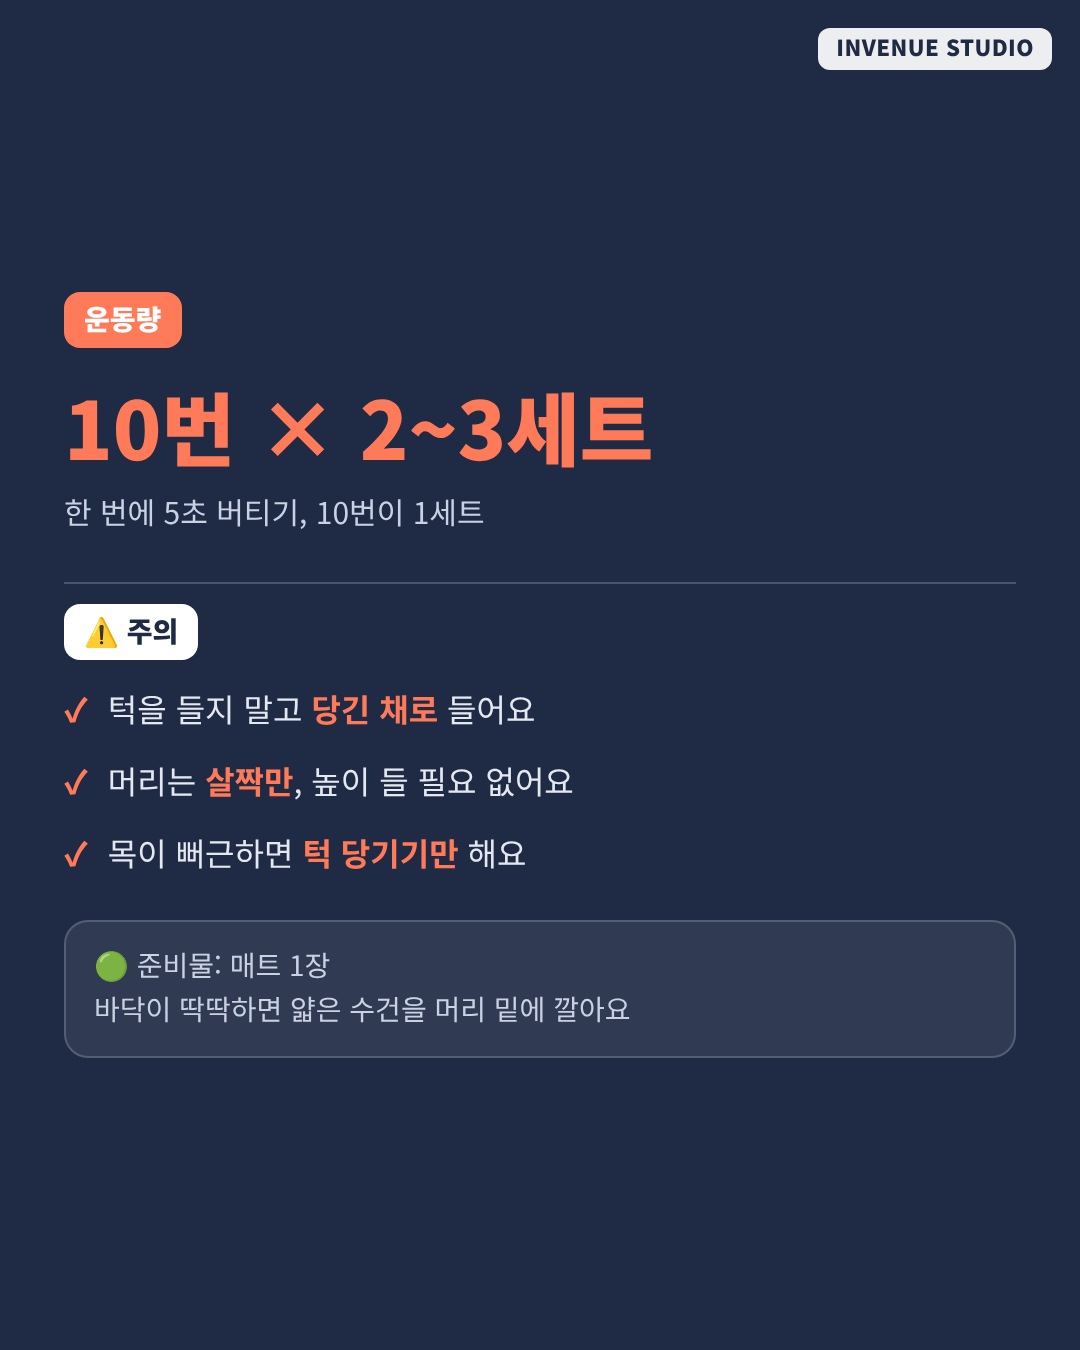 INVENUE STUDIO
운동량
10번 × 2~3세트
한 번에 5초 버티기, 10번이 1세트
⚠️ 주의
✓ 턱을 들지 말고 당긴 채로 들어요
✓ 머리는 살짝만, 높이 들 필요 없어요
✓ 목이 뻐근하면 턱 당기기만 해요
🟢 준비물: 매트 1장
바닥이 딱딱하면 얇은 수건을 머리 밑에 깔아요